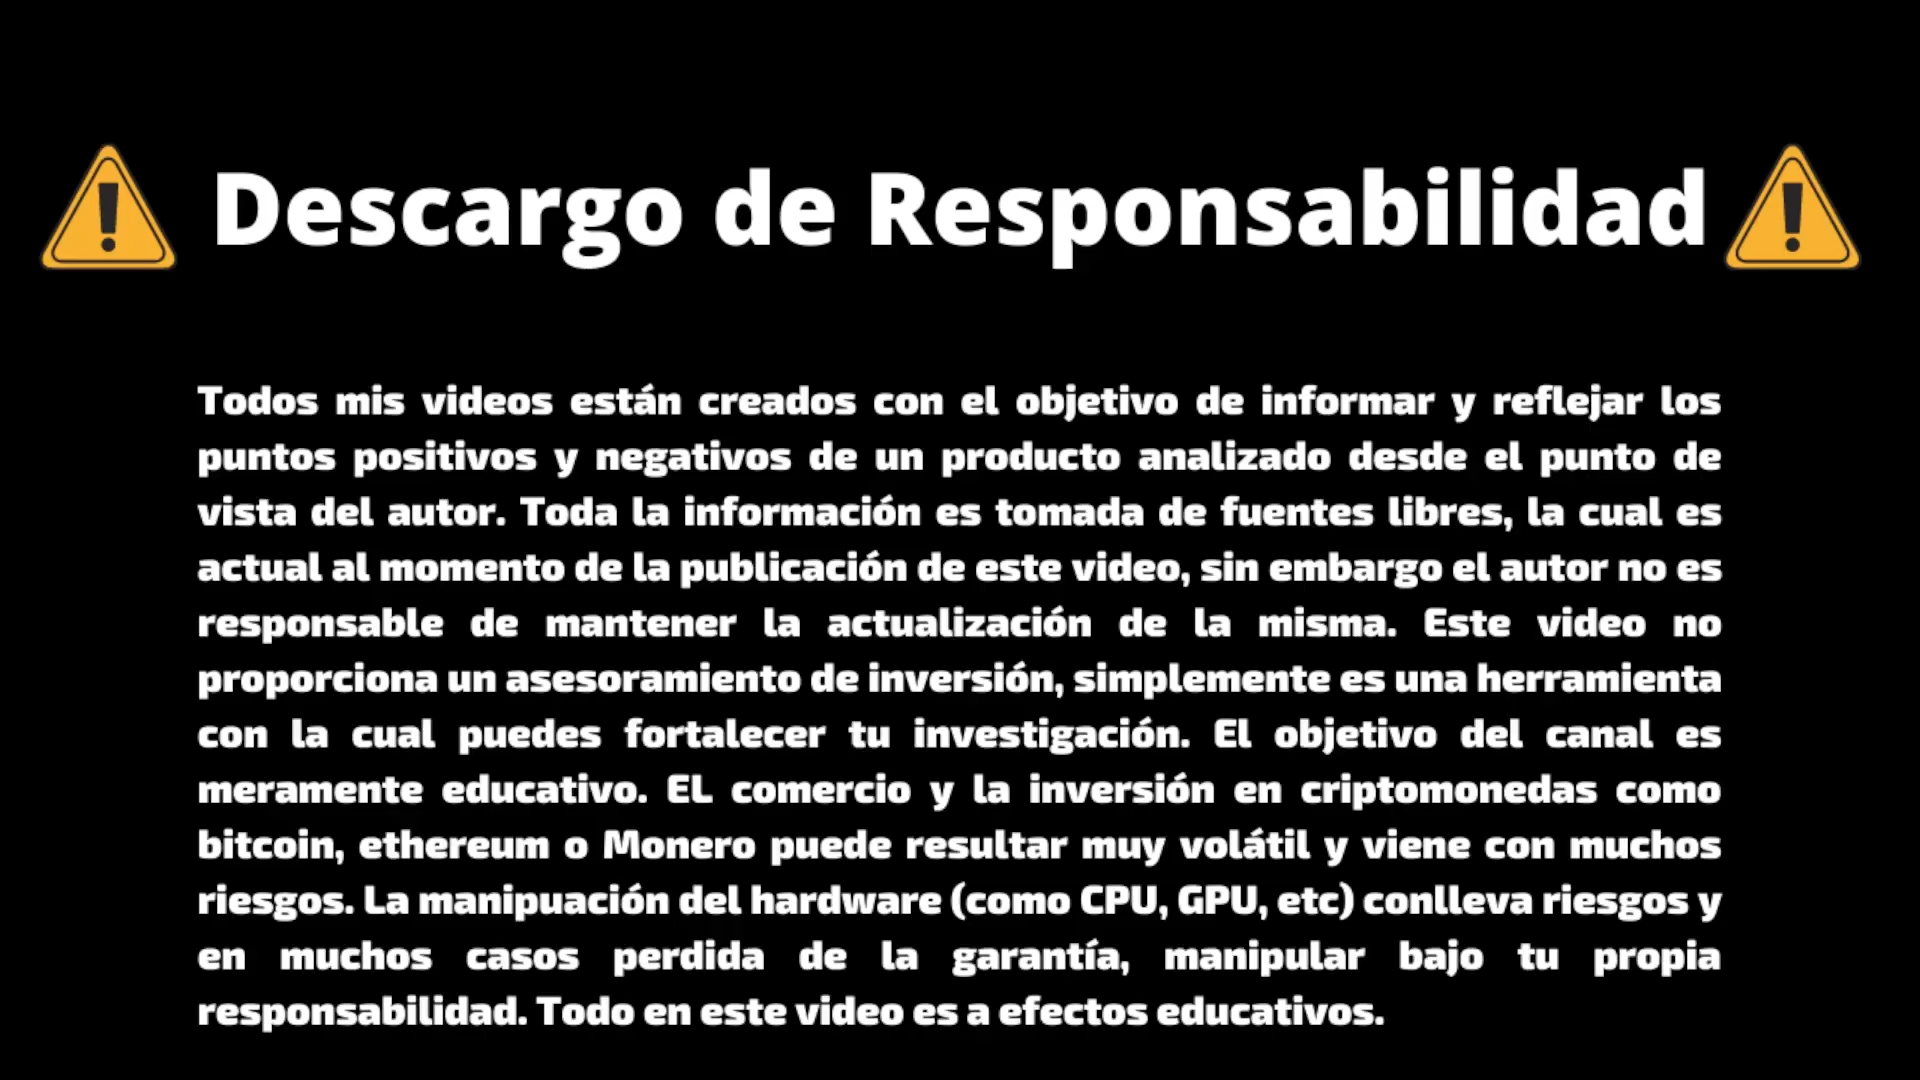 Descargo de Responsabilidad
Todos mis videos están creados con el objetivo de informar y reflejar los
puntos positivos y negativos de un producto analizado desde el punto de
vista del autor. Toda la información es tomada de fuentes libres, la cual es
actual al momento de la publicación de este video, sin embargo el autor no es
responsable de mantener la actualización de la misma. Este video no
proporciona un asesoramiento de inversión, simplemente es una herramienta
con la cual puedes fortalecer tu investigación. El objetivo del canal es
meramente educativo. EL comercio y la inversión en criptomonedas como
bitcoin, ethereum o Monero puede resultar muy volátil y viene con muchos
riesgos. La manipuación del hardware (como CPU, GPU, etc) conlleva riesgos y
en muchos casos perdida de la garantía, manipular bajo tu propia
responsabilidad. Todo en este video es a efectos educativos.